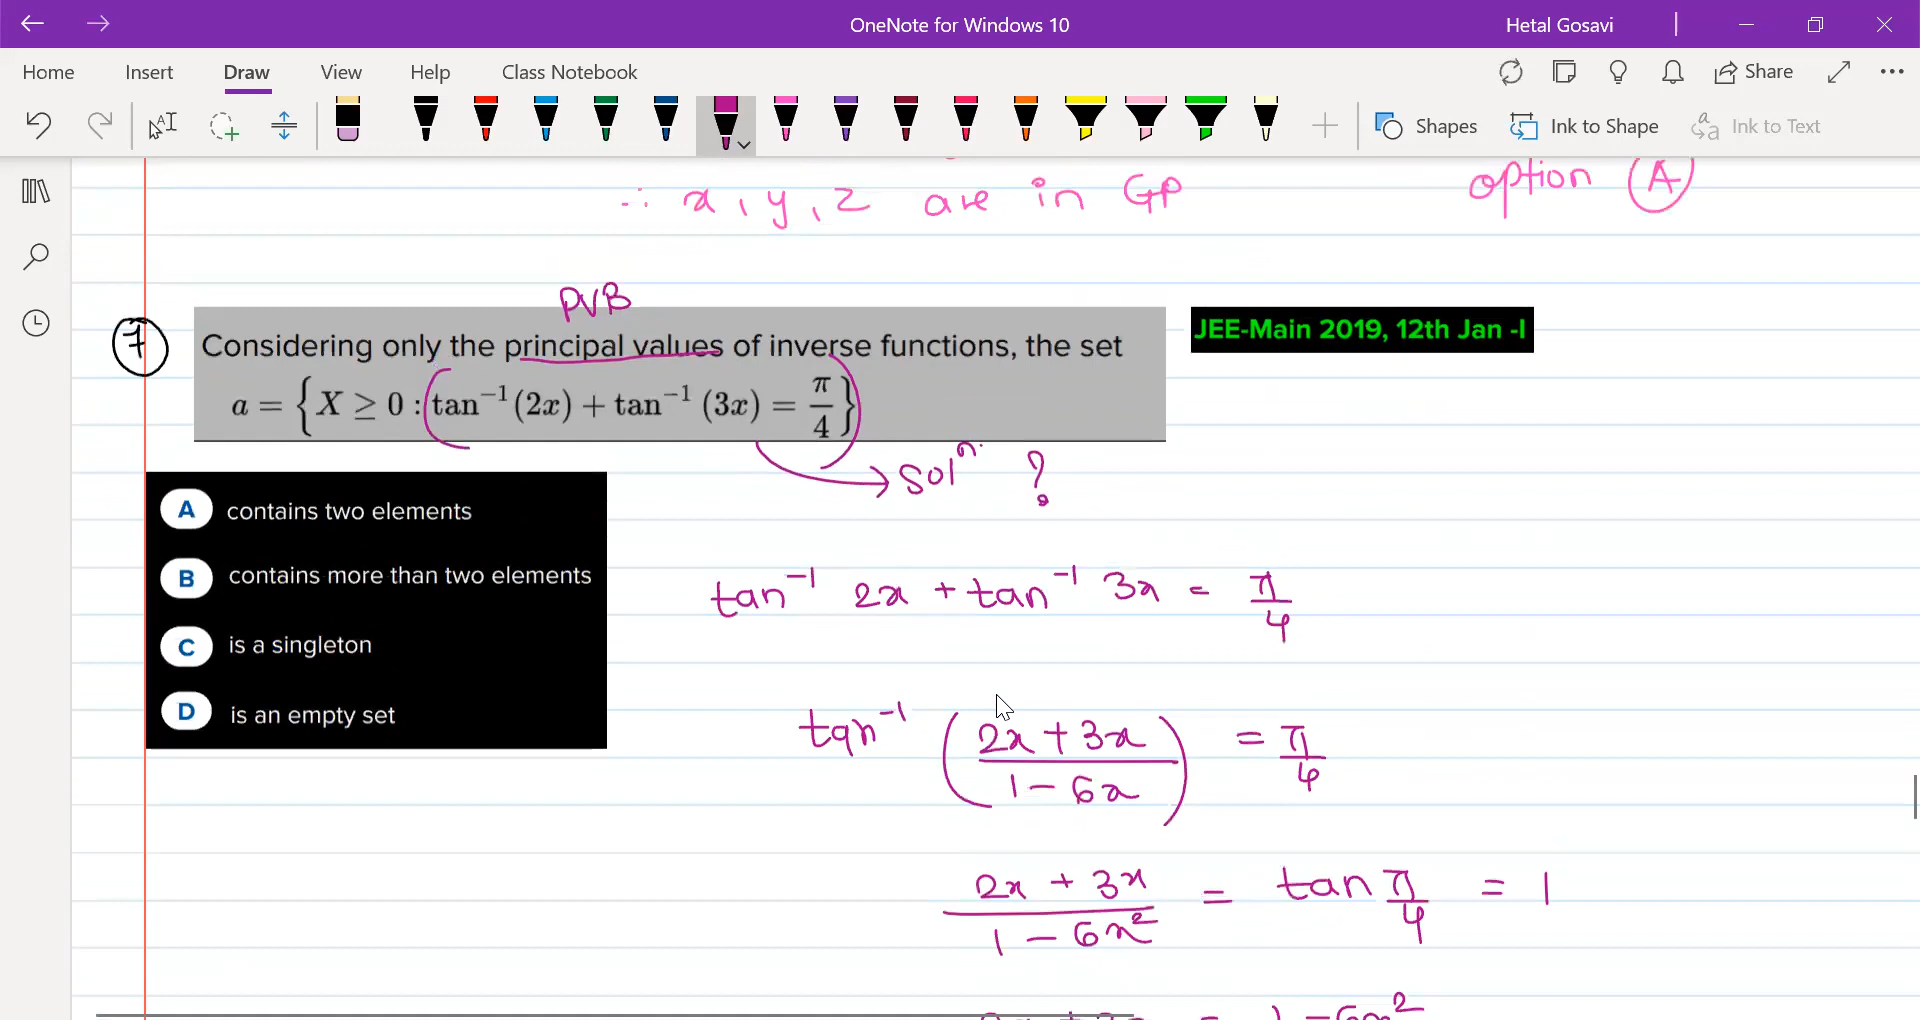 OneNote for Windows 10
Hetal Gosavi
Home Insert Draw View Help Class Notebook Share
Shapes Ink to Shape Ink to Text
∴ x, y, z are in GP
option (A)
PVB
7
Considering only the principal values of inverse functions, the set
a = { X ≥ 0 : tan⁻¹(2x) + tan⁻¹(3x) = π/4 }
JEE-Main 2019, 12th Jan -I
→ Solⁿ. ?
A contains two elements
B contains more than two elements
C is a singleton
D is an empty set
tan⁻¹ 2x + tan⁻¹ 3x = π/4
tan⁻¹ ( (2x + 3x)/(1 - 6x) ) = π/4
(2x + 3x)/(1 - 6x²) = tan π/4 = 1
= 1 - 6x²